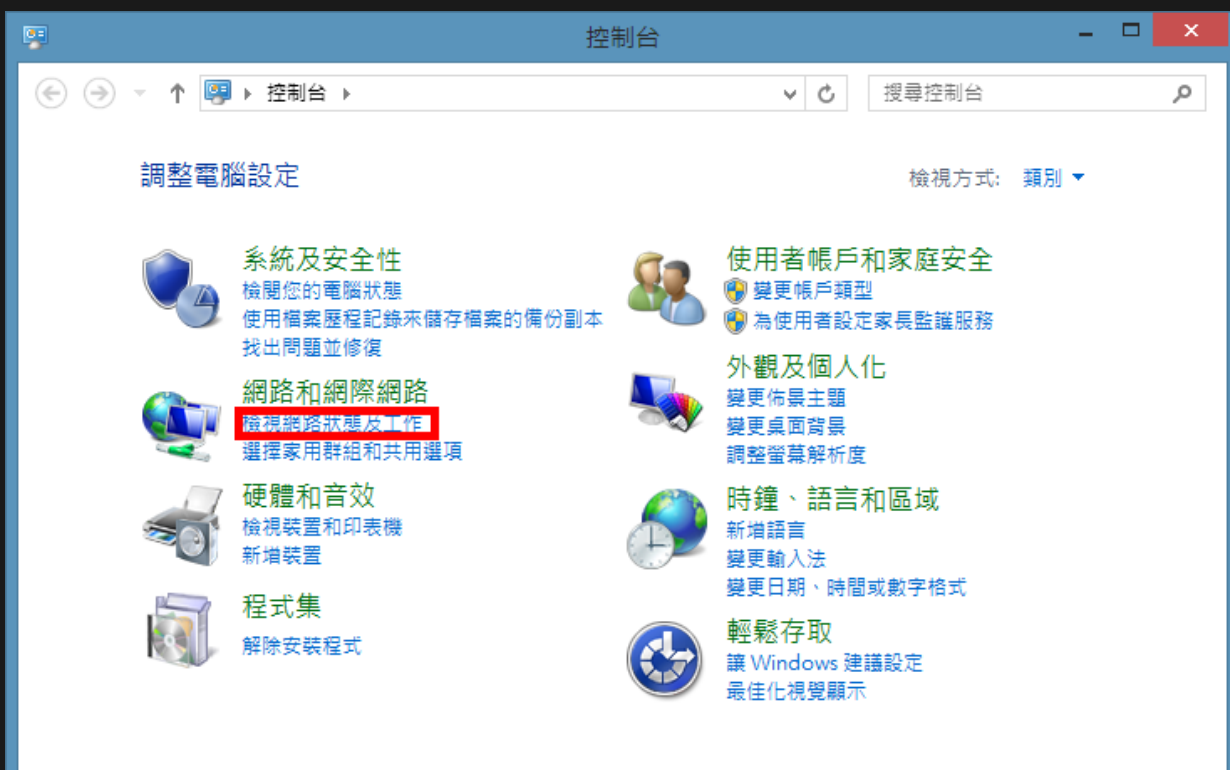 控制台
控制台
搜尋控制台
調整電腦設定
檢視方式: 類別
系統及安全性
檢閱您的電腦狀態
使用檔案歷程記錄來儲存檔案的備份副本
找出問題並修復
網路和網際網路
檢視網路狀態及工作
選擇家用群組和共用選項
硬體和音效
檢視裝置和印表機
新增裝置
程式集
解除安裝程式
使用者帳戶和家庭安全
變更帳戶類型
為使用者設定家長監護服務
外觀及個人化
變更佈景主題
變更桌面背景
調整螢幕解析度
時鐘、語言和區域
新增語言
變更輸入法
變更日期、時間或數字格式
輕鬆存取
讓 Windows 建議設定
最佳化視覺顯示